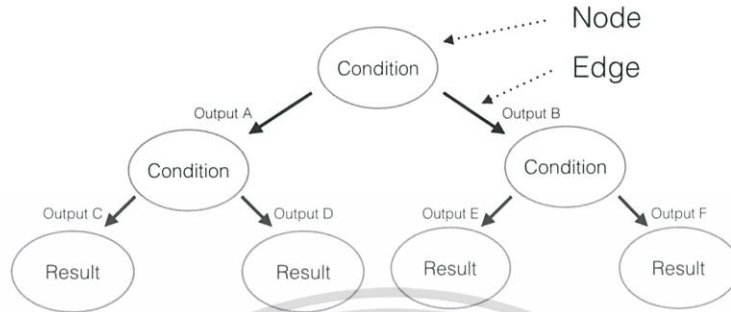 Node
Condition
Edge
Output A
Output B
Condition
Condition
Output C
Output D
Output E
Output F
Result
Result
Result
Result